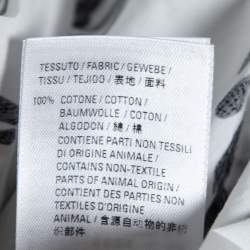 TESSUTO / FABRIC / GEWEBE /
TISSU / TEJIDO / 表地 / 面料
100% COTONE / COTTON /
BAUMWOLLE / COTON /
ALGODON / 綿 / 棉
CONTIENE PARTI NON TESSILI
DI ORIGINE ANIMALE /
CONTAINS NON-TEXTILE
PARTS OF ANIMAL ORIGIN /
CONTIENT DES PARTIES NON
TEXTILES D'ORIGINE
ANIMALE / 含源自动物的非纺
织部件